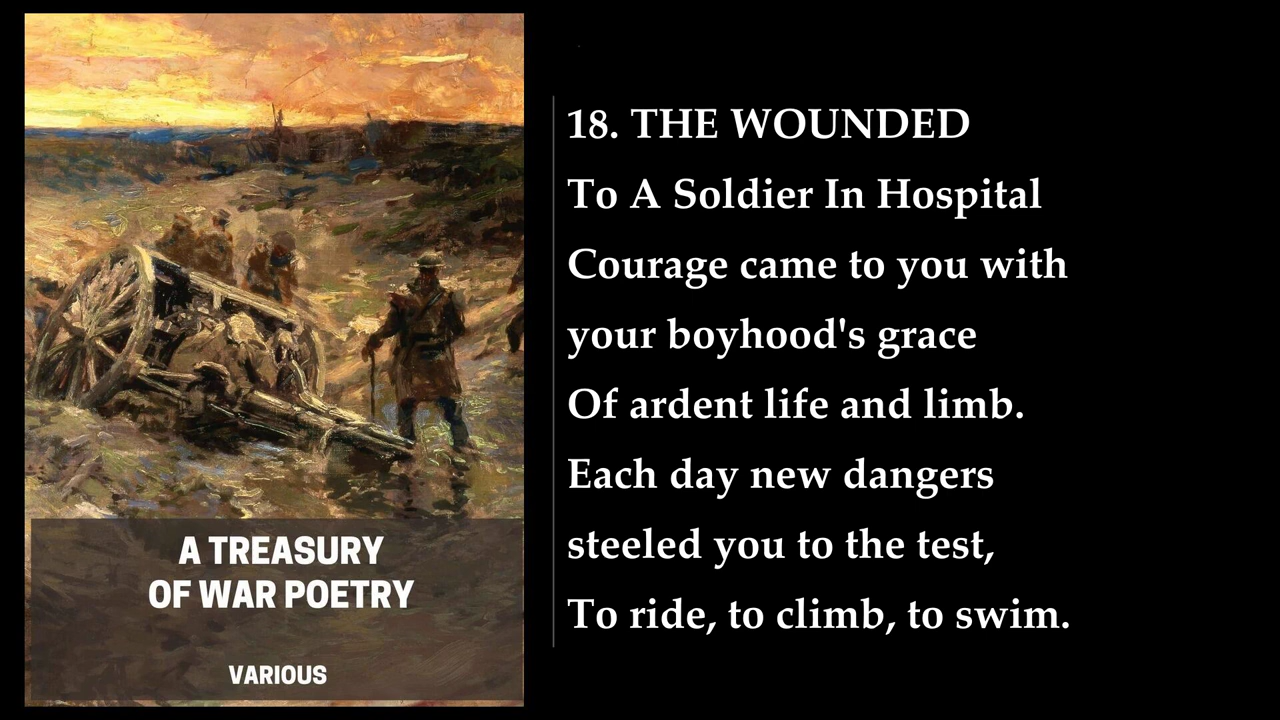 A TREASURY
OF WAR POETRY
VARIOUS
18. THE WOUNDED
To A Soldier In Hospital
Courage came to you with
your boyhood's grace
Of ardent life and limb.
Each day new dangers
steeled you to the test,
To ride, to climb, to swim.